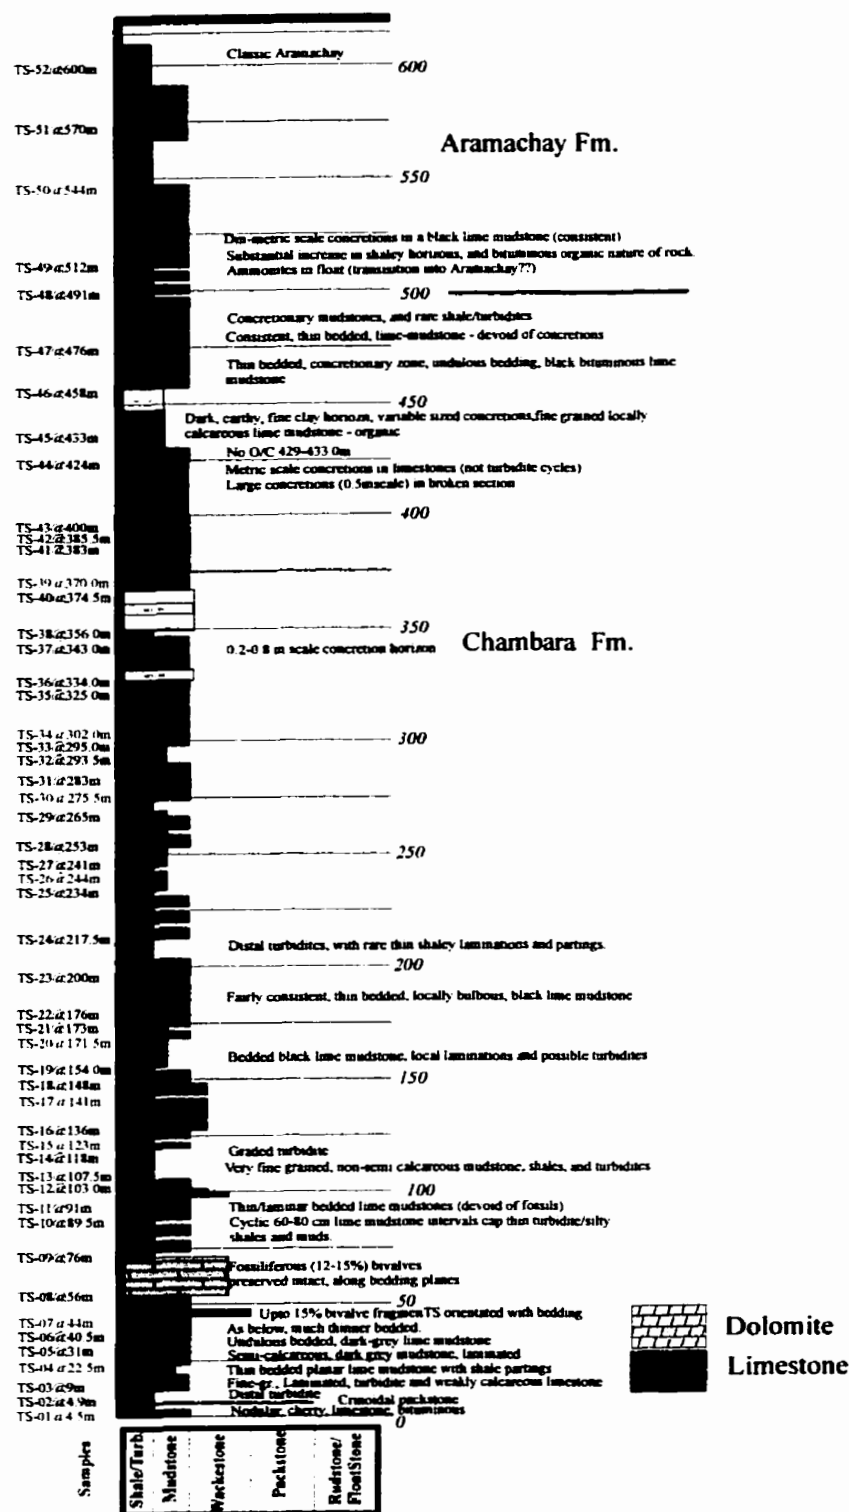 Classic Aramachay
600
TS-52@600m
TS-51@570m
Aramachay Fm.
550
TS-50@544m
Dm-metric scale concretions in a black lime mudstone (consistent)
Substantial increase in shaley horizons, and bituminous organic nature of rock
Ammonites in float (transition into Aramachay??)
TS-49@512m
TS-48@491m
500
Concretionary mudstones, and rare shale/turbidites
Consistent, thin bedded, lime-mudstone - devoid of concretions
TS-47@476m
Thin bedded, concretionary zone, undulous bedding, black bituminous lime
mudstone
TS-46@458m
450
Dark, earthy, fine clay horizon, variable sized concretions,fine grained locally
calcareous lime mudstone - organic
TS-45@433m
No O/C 429-433 0m
TS-44@424m
Metric scale concretions in limestones (not turbidite cycles)
Large concretions (0.5mscale) in broken section
400
TS-43@400m
TS-42@385.5m
TS-41@383m
TS-39@370.0m
TS-40@374.5m
350
TS-38@356.0m
TS-37@343.0m
0.2-0.8 m scale concretion horizon
Chambara Fm.
TS-36@334.0m
TS-35@325.0m
TS-34@302.0m
300
TS-33@295.0m
TS-32@293.5m
TS-31@283m
TS-30@275.5m
TS-29@265m
TS-28@253m
250
TS-27@241m
TS-26@244m
TS-25@234m
TS-24@217.5m
Distal turbidites, with rare thin shaley laminations and partings.
200
TS-23@200m
Fairly consistent, thin bedded, locally bulbous, black lime mudstone
TS-22@176m
TS-21@173m
TS-20@171.5m
Bedded black lime mudstone, local laminations and possible turbidites
TS-19@154.0m
150
TS-18@148m
TS-17@141m
TS-16@136m
TS-15@123m
Graded turbidite
TS-14@118m
Very fine grained, non-semi calcareous mudstone, shales, and turbidites
TS-13@107.5m
TS-12@103.0m
100
TS-11@91m
Thin/laminar bedded lime mudstones (devoid of fossils)
TS-10@89.5m
Cyclic 60-80 cm lime mudstone intervals cap thin turbidite/silty
shales and muds.
TS-09@76m
Fossiliferous (12-15%) bivalves
preserved intact, along bedding planes
TS-08@56m
50
Upto 15% bivalve fragmenTS orientated with bedding
TS-07@44m
As below, much thinner bedded.
TS-06@40.5m
Undulous bedded, dark-grey lime mudstone
TS-05@31m
Semi-calcareous, dark grey mudstone, laminated
TS-04@22.5m
Thin bedded planar lime mudstone with shale partings
TS-03@9m
Fine-gr., Laminated, turbidite and weakly calcareous limestone
Distal turbidite
TS-02@4.9m
Crinoidal packstone
TS-01@4.5m
Nodular, cherty, limestone, bituminous
0
Dolomite
Limestone
Samples
Shale/Turb.
Mudstone
Wackestone
Packstone
Rudstone/
FloatStone